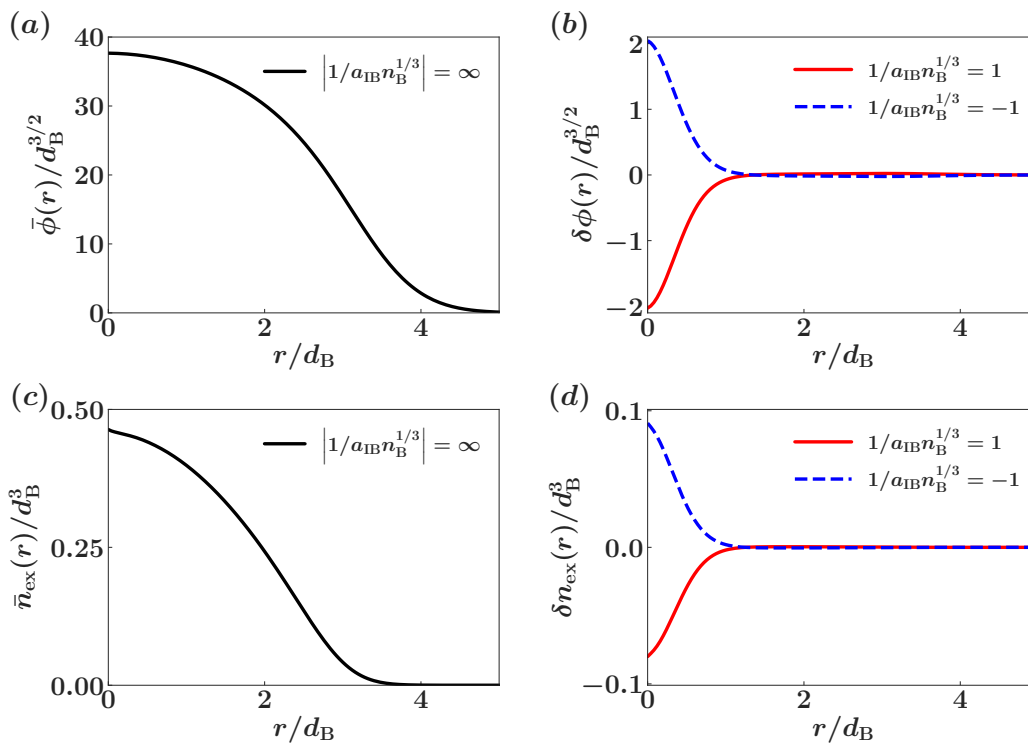 (a)
40
30
20
10
0
0
2
4
ϕ̄(r)/d_B^{3/2}
r/d_B
|1/a_IB n_B^{1/3}| = ∞
(b)
2
1
0
−1
−2
0
2
4
δϕ(r)/d_B^{3/2}
r/d_B
1/a_IB n_B^{1/3} = 1
1/a_IB n_B^{1/3} = −1
(c)
0.50
0.25
0.00
0
2
4
n̄_ex(r)/d_B^3
r/d_B
|1/a_IB n_B^{1/3}| = ∞
(d)
0.1
0.0
−0.1
0
2
4
δn_ex(r)/d_B^3
r/d_B
1/a_IB n_B^{1/3} = 1
1/a_IB n_B^{1/3} = −1